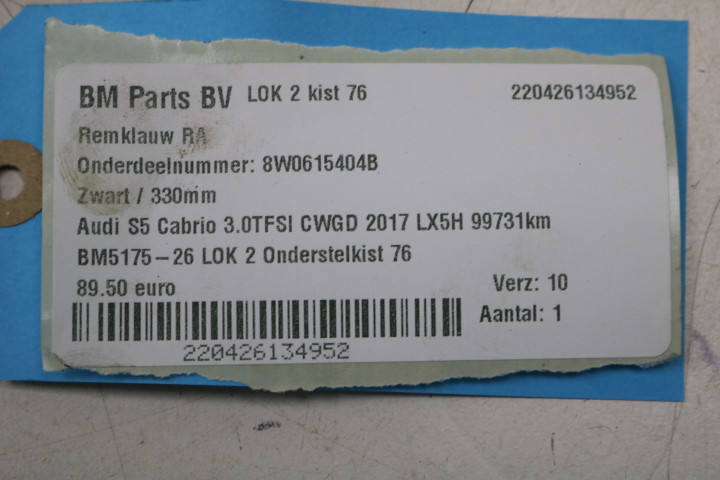 BM Parts BV LOK 2 kist 76 220426134952
Remklauw RA
Onderdeelnummer: 8W0615404B
Zwart / 330mm
Audi S5 Cabrio 3.0TFSI CWGD 2017 LX5H 99731km
BM5175-26 LOK 2 Onderstelkist 76
89.50 euro Verz: 10
Aantal: 1
220426134952